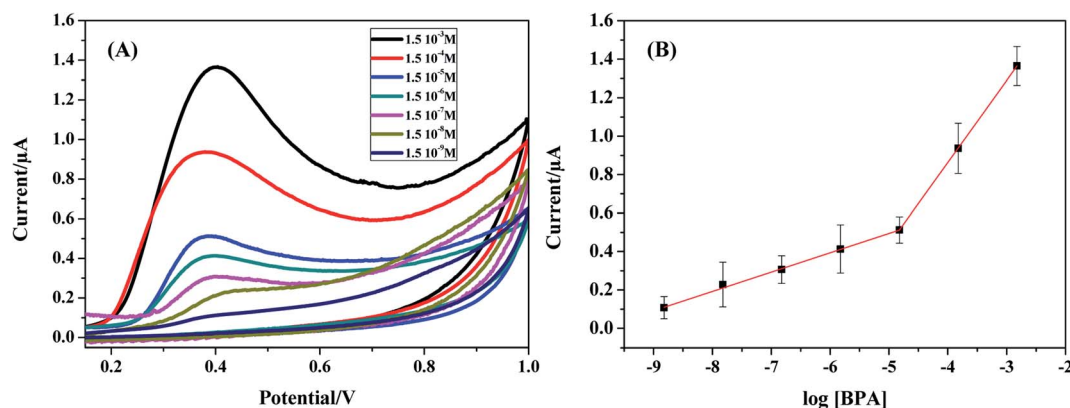 (A)
1.5 10⁻³M
1.5 10⁻⁴M
1.5 10⁻⁵M
1.5 10⁻⁶M
1.5 10⁻⁷M
1.5 10⁻⁸M
1.5 10⁻⁹M
1.6
1.4
1.2
1.0
0.8
0.6
0.4
0.2
0.0
Current/µA
0.2 0.4 0.6 0.8 1.0
Potential/V
(B)
1.6
1.4
1.2
1.0
0.8
0.6
0.4
0.2
0.0
Current/µA
-9 -8 -7 -6 -5 -4 -3 -2
log [BPA]